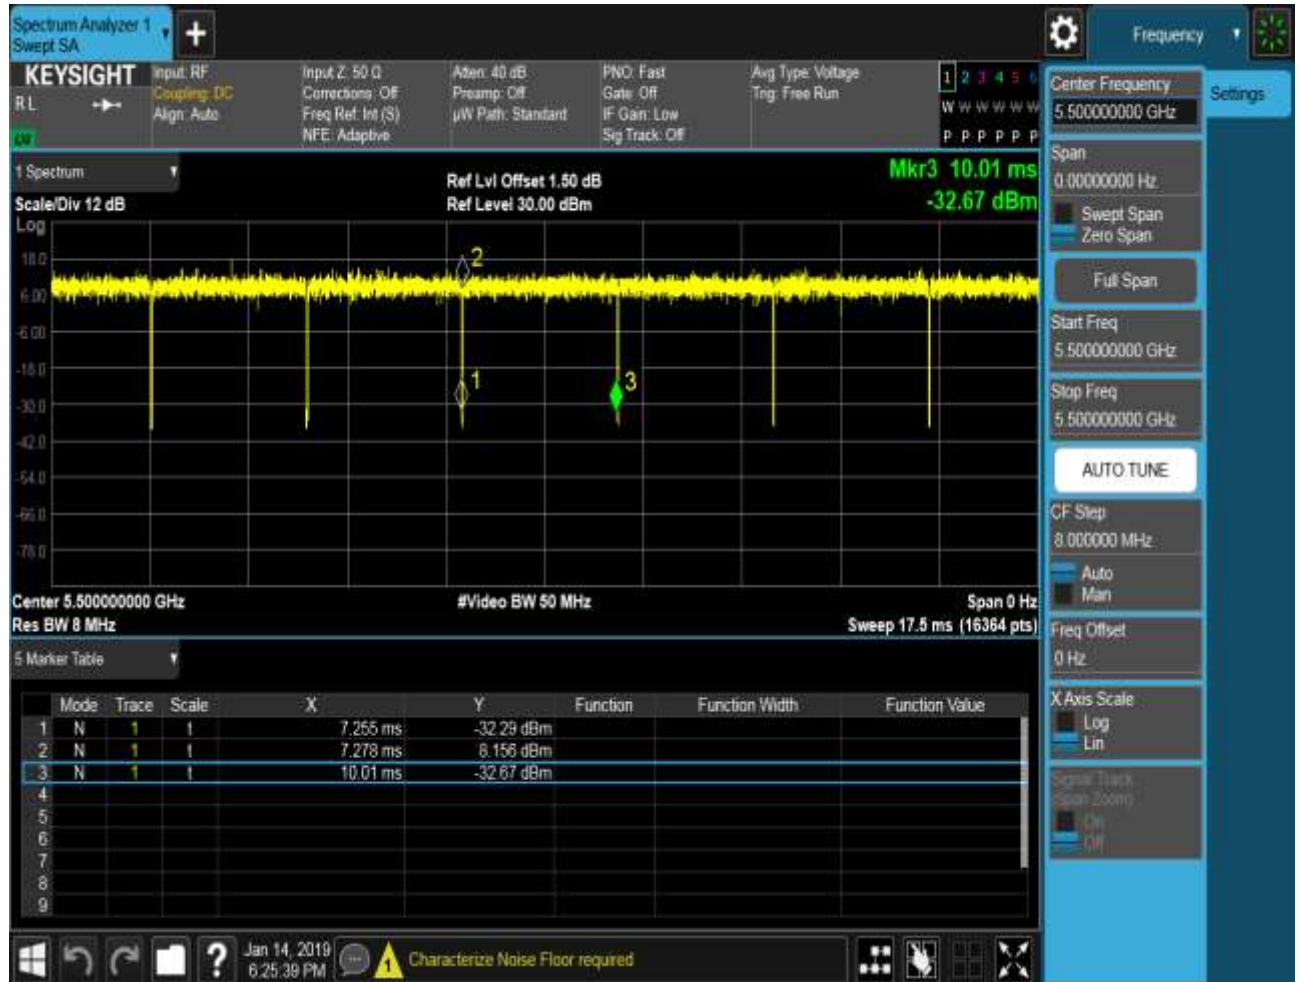 Spectrum Analyzer 1
Swept SA
Frequency
KEYSIGHT
RL
Input: RF
Coupling: DC
Align: Auto
Input Z: 50 Ω
Corrections: Off
Freq Ref: Int (S)
NFE: Adaptive
Atten: 40 dB
Preamp: Off
µW Path: Standard
PNO: Fast
Gate: Off
IF Gain: Low
Sig Track: Off
Avg Type: Voltage
Trig: Free Run
1 2 3 4 5 6
W W W W W W
P P P P P P
1 Spectrum
Scale/Div 12 dB
Log
Ref Lvl Offset 1.50 dB
Ref Level 30.00 dBm
Mkr3 10.01 ms
-32.67 dBm
18.0
6.00
-6.00
-18.0
-30.0
-42.0
-54.0
-66.0
-78.0
2
1
3
Center 5.500000000 GHz
Res BW 8 MHz
#Video BW 50 MHz
Span 0 Hz
Sweep 17.5 ms (16364 pts)
5 Marker Table
Mode Trace Scale X Y Function Function Width Function Value
1 N 1 t 7.255 ms -32.29 dBm
2 N 1 t 7.278 ms 8.156 dBm
3 N 1 t 10.01 ms -32.67 dBm
4
5
6
7
8
9
Jan 14, 2019
6:25:39 PM
1
Characterize Noise Floor required
Center Frequency
5.500000000 GHz
Settings
Span
0.00000000 Hz
Swept Span
Zero Span
Full Span
Start Freq
5.500000000 GHz
Stop Freq
5.500000000 GHz
AUTO TUNE
CF Step
8.000000 MHz
Auto
Man
Freq Offset
0 Hz
X Axis Scale
Log
Lin
Signal Track
(Span Zoom)
On
Off